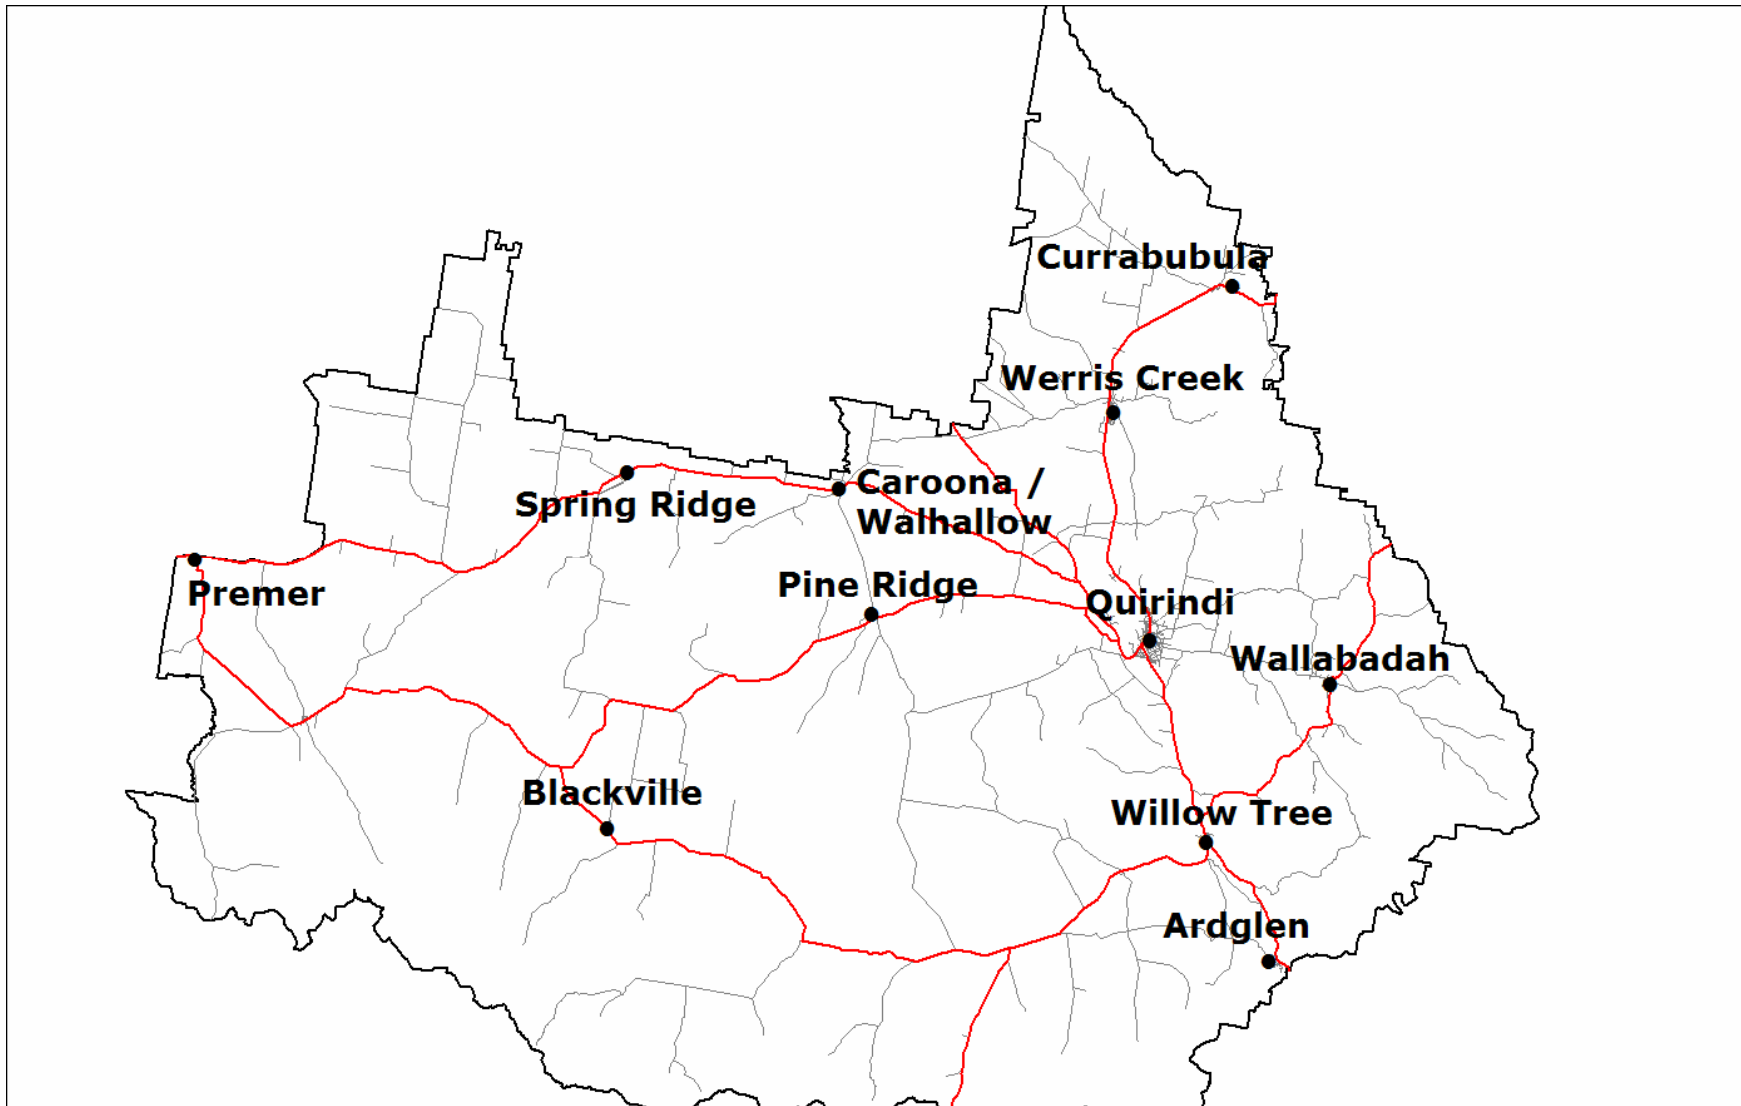 Currabubula
Werris Creek
Caroona /
Walhallow
Spring Ridge
Pine Ridge
Premer
Quirindi
Wallabadah
Blackville
Willow Tree
Ardglen